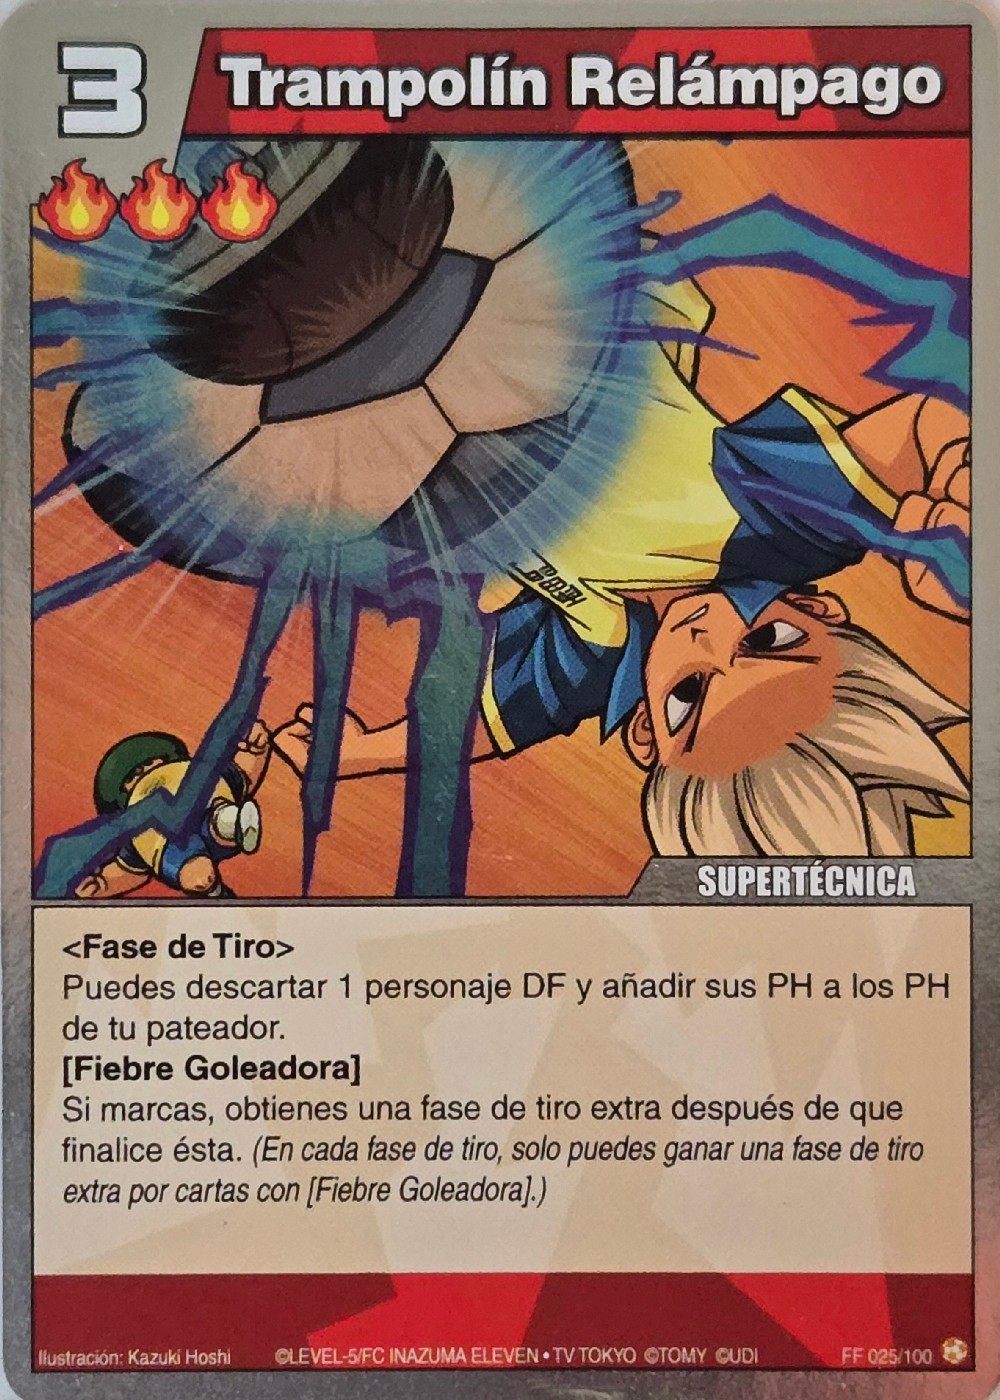 3
Trampolín Relámpago
SUPERTÉCNICA
<Fase de Tiro>
Puedes descartar 1 personaje DF y añadir sus PH a los PH
de tu pateador.
[Fiebre Goleadora]
Si marcas, obtienes una fase de tiro extra después de que
finalice ésta. (En cada fase de tiro, solo puedes ganar una fase de tiro
extra por cartas con [Fiebre Goleadora].)
Ilustración: Kazuki Hoshi ©LEVEL-5/FC INAZUMA ELEVEN • TV TOKYO ©TOMY ©UDI FF 025/100